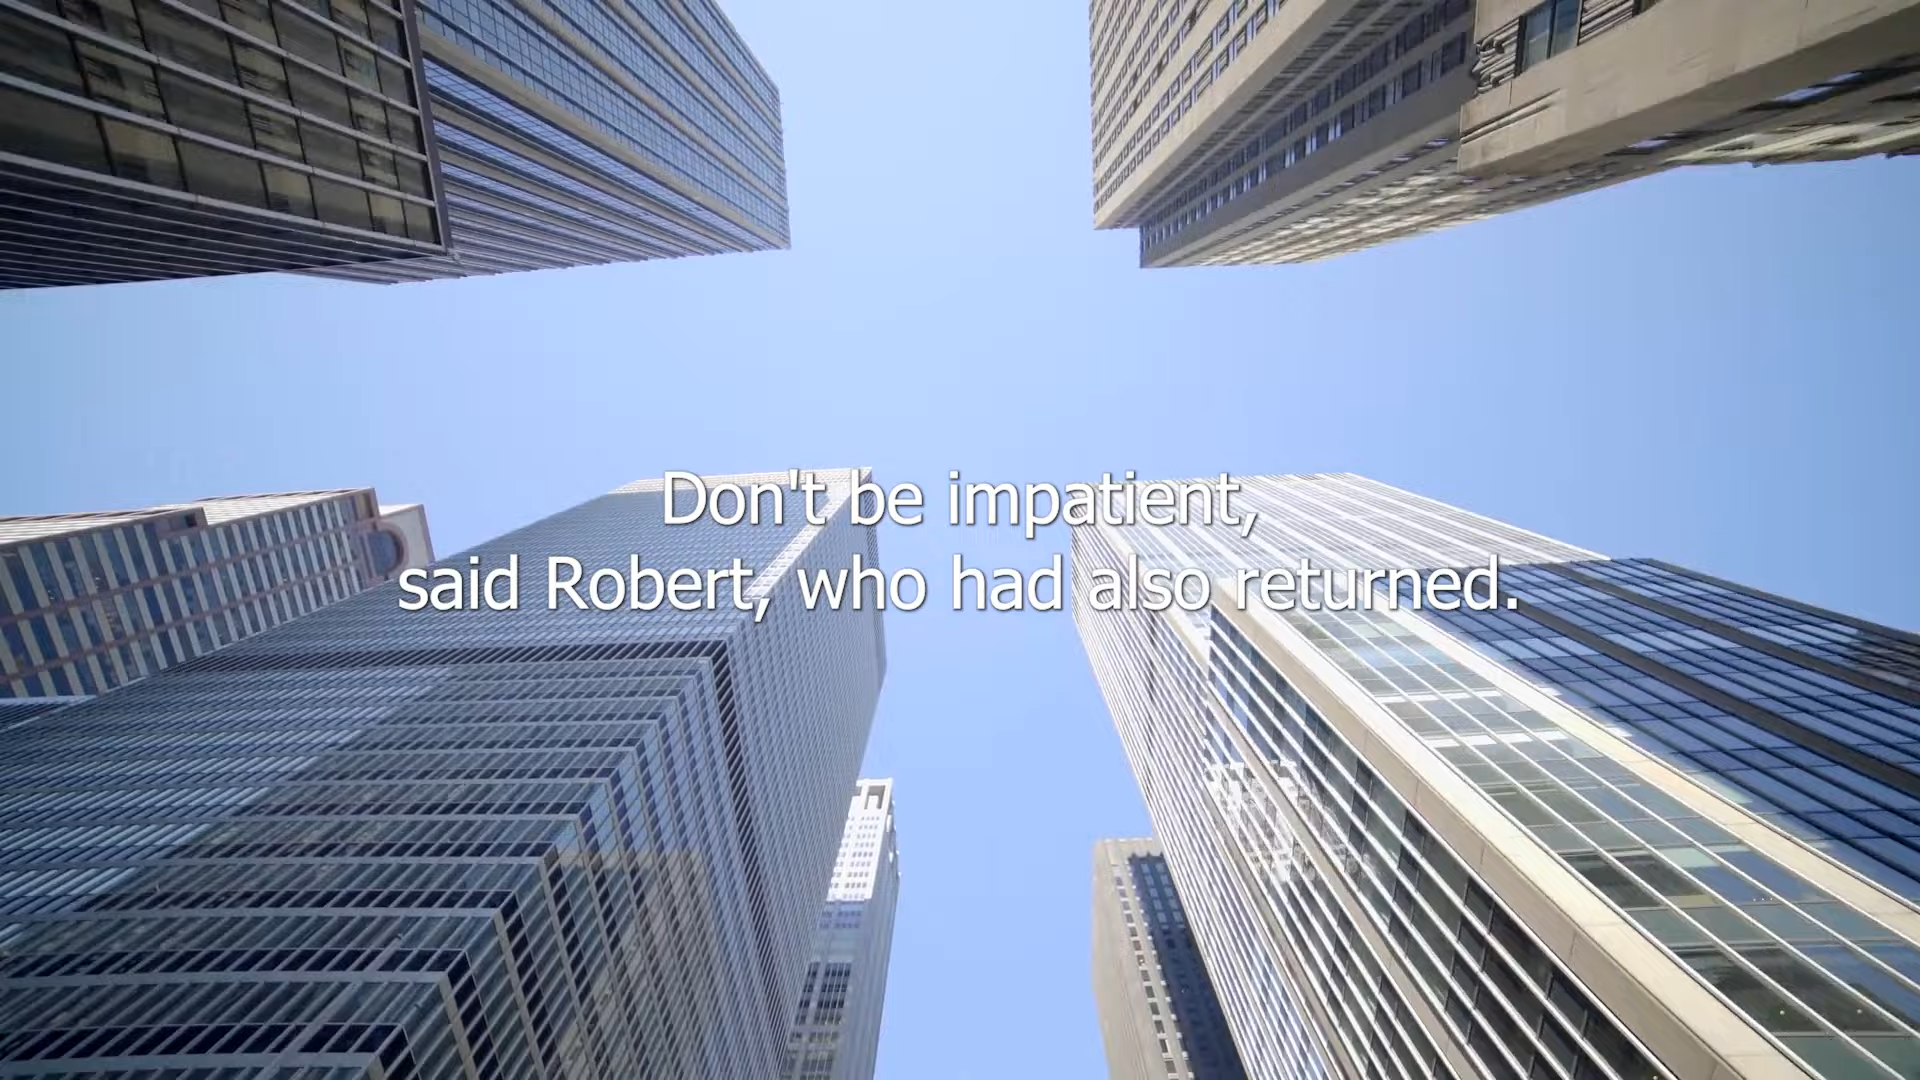 Don't be impatient,
said Robert, who had also returned.